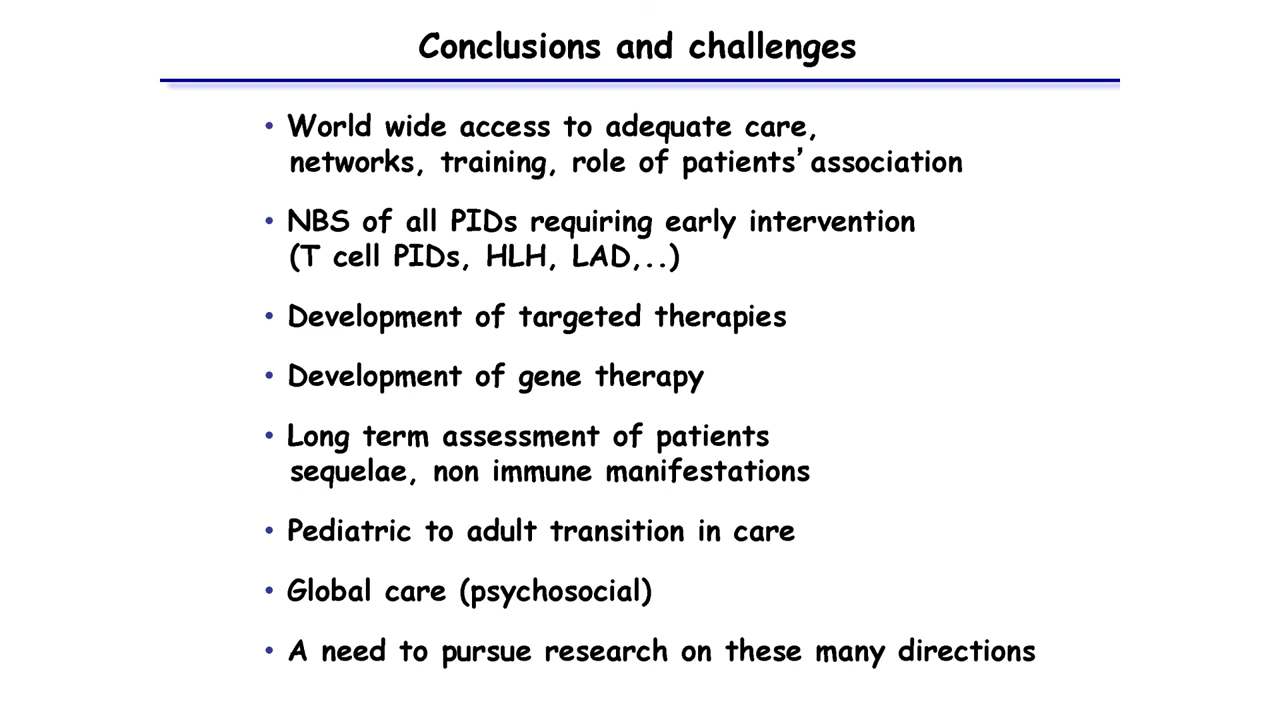 Conclusions and challenges
• World wide access to adequate care,
networks, training, role of patients’ association
• NBS of all PIDs requiring early intervention
(T cell PIDs, HLH, LAD,..)
• Development of targeted therapies
• Development of gene therapy
• Long term assessment of patients
sequelae, non immune manifestations
• Pediatric to adult transition in care
• Global care (psychosocial)
• A need to pursue research on these many directions